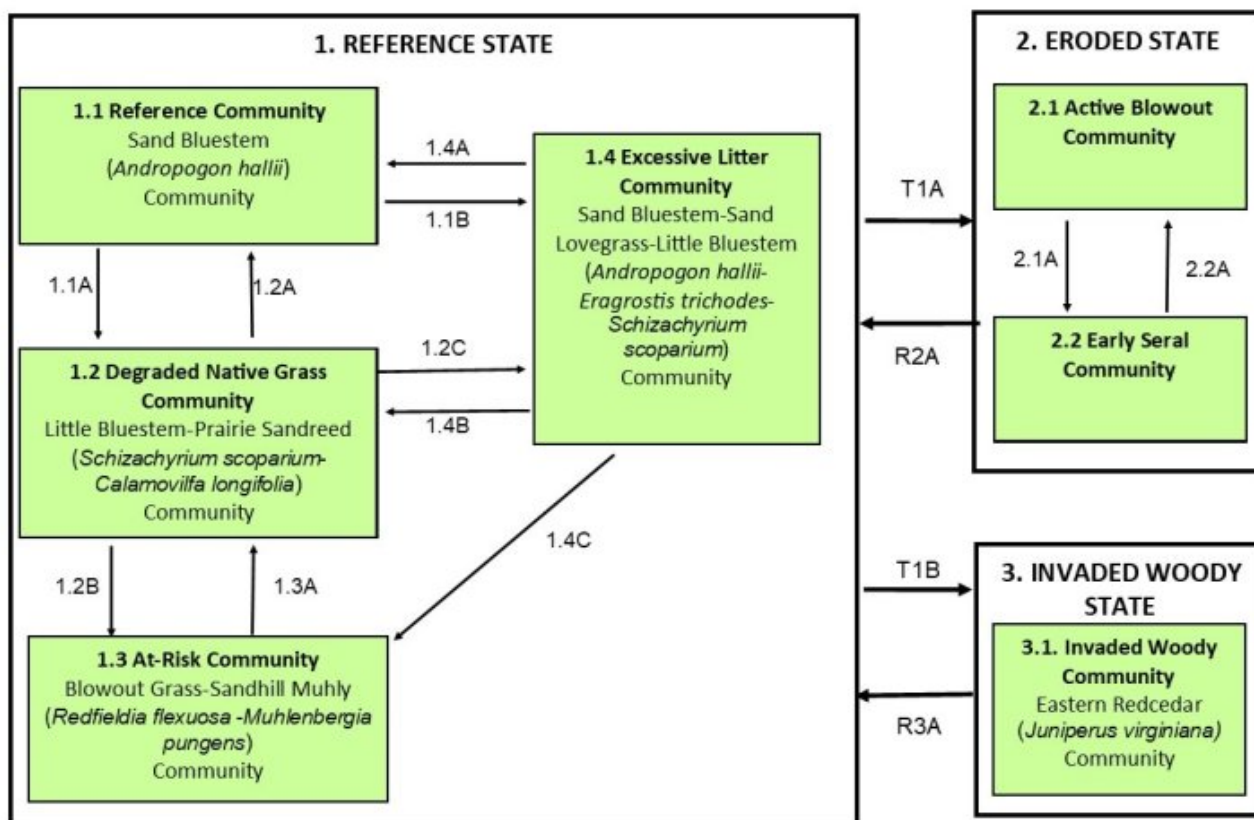 1. REFERENCE STATE
1.1 Reference Community
Sand Bluestem
(Andropogon hallii)
Community
1.4A
1.1B
1.4 Excessive Litter
Community
Sand Bluestem-Sand
Lovegrass-Little Bluestem
(Andropogon hallii-
Eragrostis trichodes-
Schizachyrium
scoparium)
Community
1.1A
1.2A
1.2 Degraded Native Grass
Community
Little Bluestem-Prairie Sandreed
(Schizachyrium scoparium-
Calamovilfa longifolia)
Community
1.2C
1.4B
1.4C
1.2B
1.3A
1.3 At-Risk Community
Blowout Grass-Sandhill Muhly
(Redfieldia flexuosa -Muhlenbergia
pungens)
Community
T1A
R2A
2. ERODED STATE
2.1 Active Blowout
Community
2.1A
2.2A
2.2 Early Seral
Community
T1B
R3A
3. INVADED WOODY
STATE
3.1. Invaded Woody
Community
Eastern Redcedar
(Juniperus virginiana)
Community